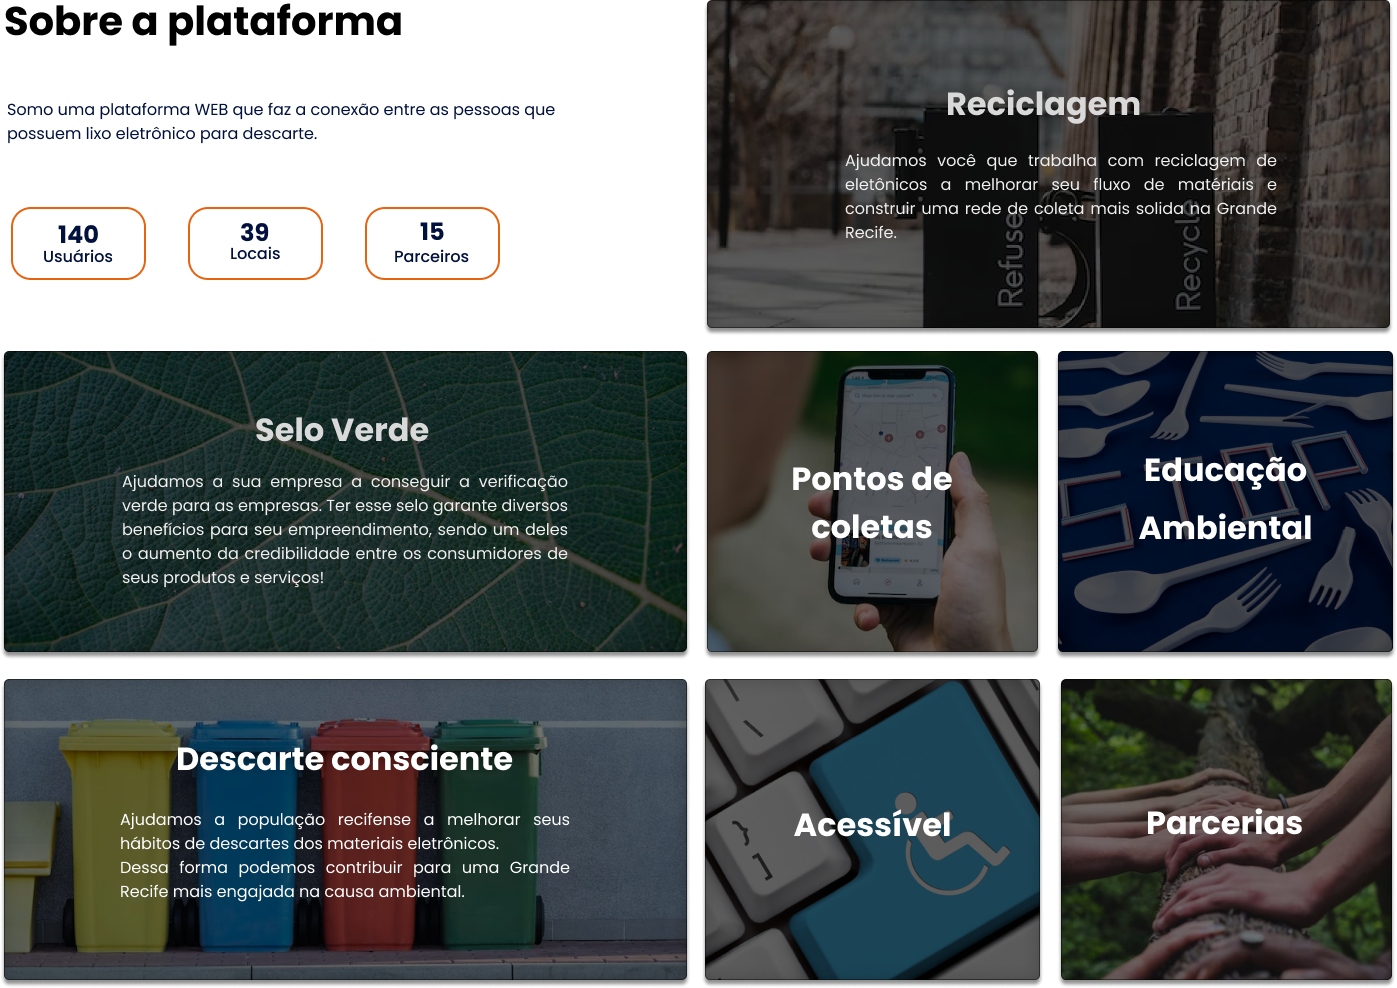 Sobre a plataforma
Somo uma plataforma WEB que faz a conexão entre as pessoas que
possuem lixo eletrônico para descarte.
140
Usuários
39
Locais
15
Parceiros
Reciclagem
Ajudamos você que trabalha com reciclagem de
eletônicos a melhorar seu fluxo de matériais e
construir uma rede de coleta mais solida na Grande
Recife.
Refuse
Recycle
Selo Verde
Ajudamos a sua empresa a conseguir a verificação
verde para as empresas. Ter esse selo garante diversos
benefícios para seu empreendimento, sendo um deles
o aumento da credibilidade entre os consumidores de
seus produtos e serviços!
Pontos de
coletas
Educação
Ambiental
STOP
Descarte consciente
Ajudamos a população recifense a melhorar seus
hábitos de descartes dos materiais eletrônicos.
Dessa forma podemos contribuir para uma Grande
Recife mais engajada na causa ambiental.
Acessível
Parcerias